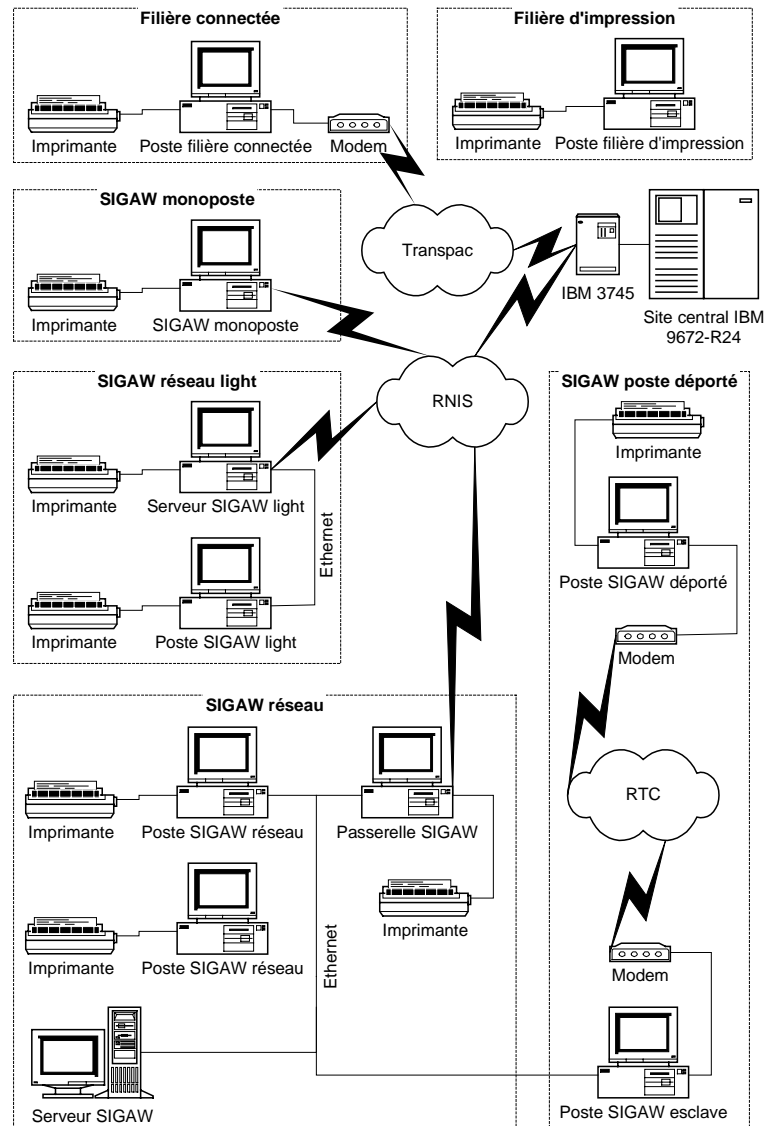 Filière connectée
Imprimante
Poste filière connectée
Modem
Filière d'impression
Imprimante
Poste filière d'impression
SIGAW monoposte
Imprimante
SIGAW monoposte
Transpac
IBM 3745
Site central IBM
9672-R24
SIGAW réseau light
Imprimante
Serveur SIGAW light
Ethernet
Imprimante
Poste SIGAW light
RNIS
SIGAW poste déporté
Imprimante
Poste SIGAW déporté
Modem
RTC
Modem
Poste SIGAW esclave
SIGAW réseau
Imprimante
Poste SIGAW réseau
Passerelle SIGAW
Imprimante
Imprimante
Poste SIGAW réseau
Ethernet
Serveur SIGAW